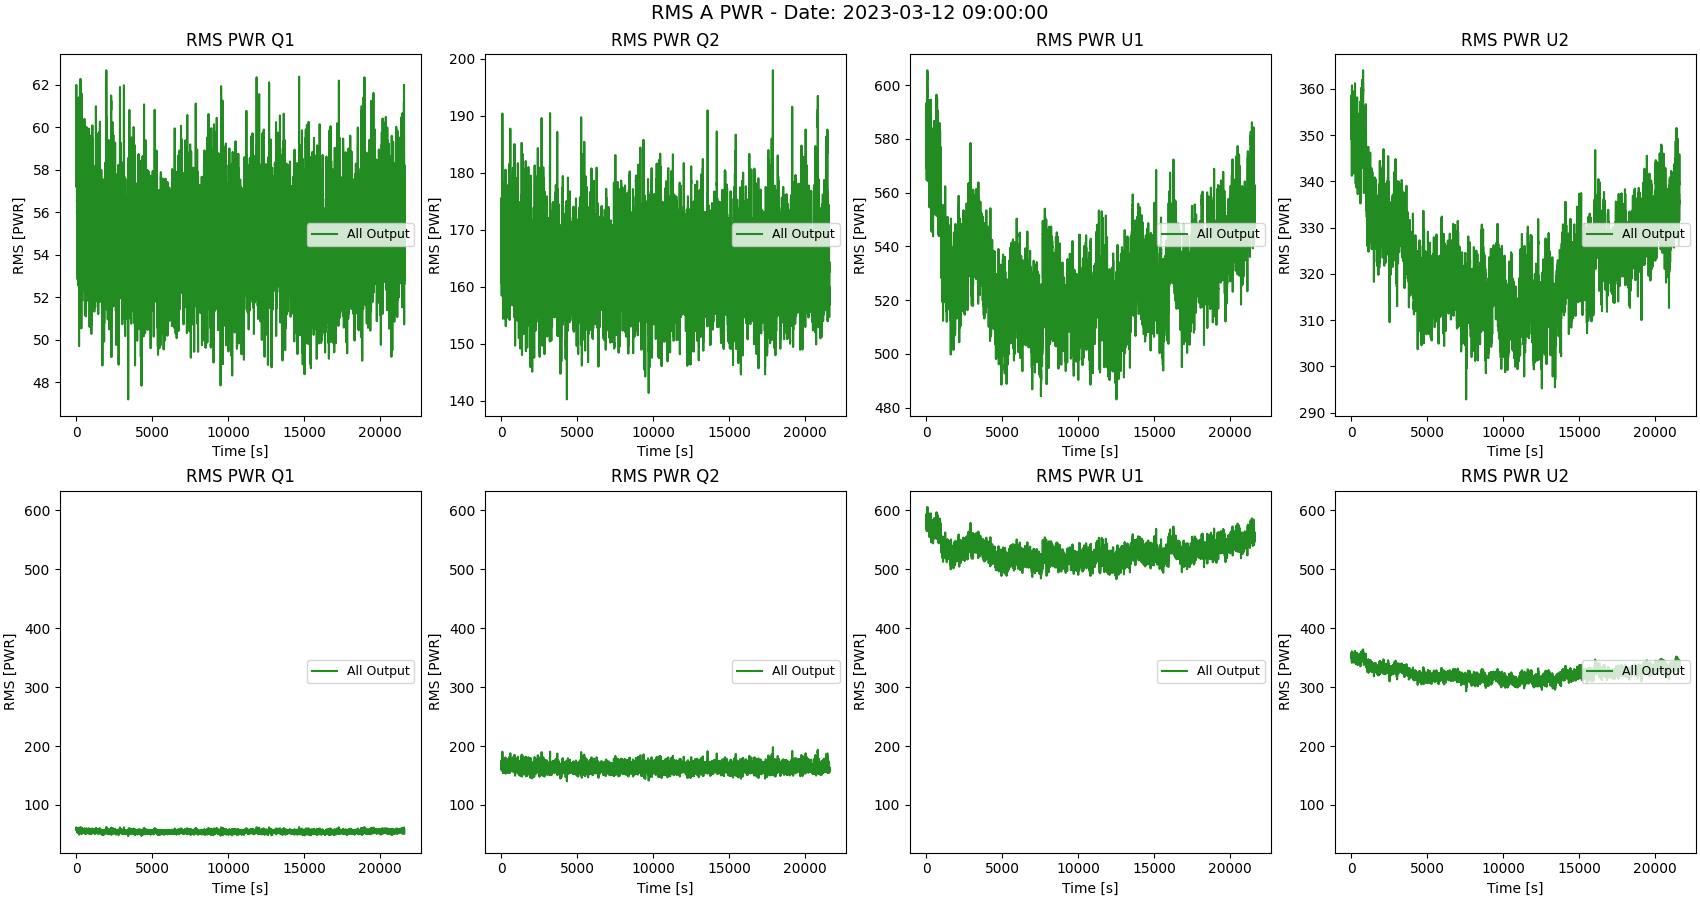 RMS A PWR - Date: 2023-03-12 09:00:00
RMS PWR Q1
RMS [PWR]
62
60
58
56
54
52
50
48
All Output
0 5000 10000 15000 20000
Time [s]
RMS PWR Q2
RMS [PWR]
200
190
180
170
160
150
140
All Output
0 5000 10000 15000 20000
Time [s]
RMS PWR U1
RMS [PWR]
600
580
560
540
520
500
480
All Output
0 5000 10000 15000 20000
Time [s]
RMS PWR U2
RMS [PWR]
360
350
340
330
320
310
300
290
All Output
0 5000 10000 15000 20000
Time [s]
RMS PWR Q1
RMS [PWR]
600
500
400
300
200
100
All Output
0 5000 10000 15000 20000
Time [s]
RMS PWR Q2
RMS [PWR]
600
500
400
300
200
100
All Output
0 5000 10000 15000 20000
Time [s]
RMS PWR U1
RMS [PWR]
600
500
400
300
200
100
All Output
0 5000 10000 15000 20000
Time [s]
RMS PWR U2
RMS [PWR]
600
500
400
300
200
100
All Output
0 5000 10000 15000 20000
Time [s]